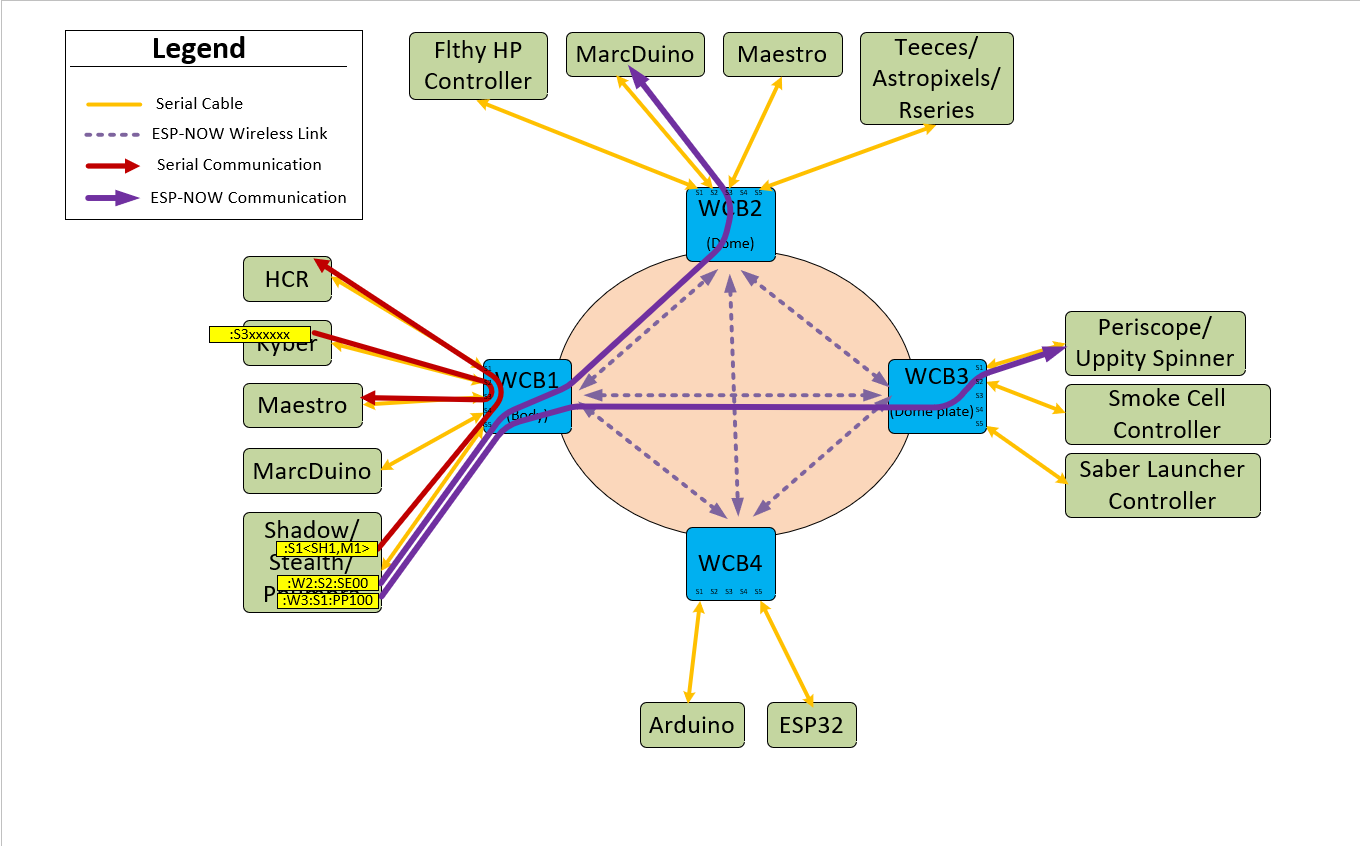 Legend
Serial Cable
ESP-NOW Wireless Link
Serial Communication
ESP-NOW Communication
Flthy HP
Controller
MarcDuino
Maestro
Teeces/
Astropixels/
Rseries
S1 S2 S3 S4 S5
WCB2
(Dome)
HCR
:S3xxxxxx
Kyber
Maestro
MarcDuino
Shadow/
:S1<SH1,M1>
Stealth/
:W2:S2:SE00
:W3:S1:PP100
WCB1
(Body)
WCB3
(Dome plate)
S1
S2
S3
S4
S5
Periscope/
Uppity Spinner
Smoke Cell
Controller
Saber Launcher
Controller
WCB4
S1 S2 S3 S4 S5
Arduino
ESP32